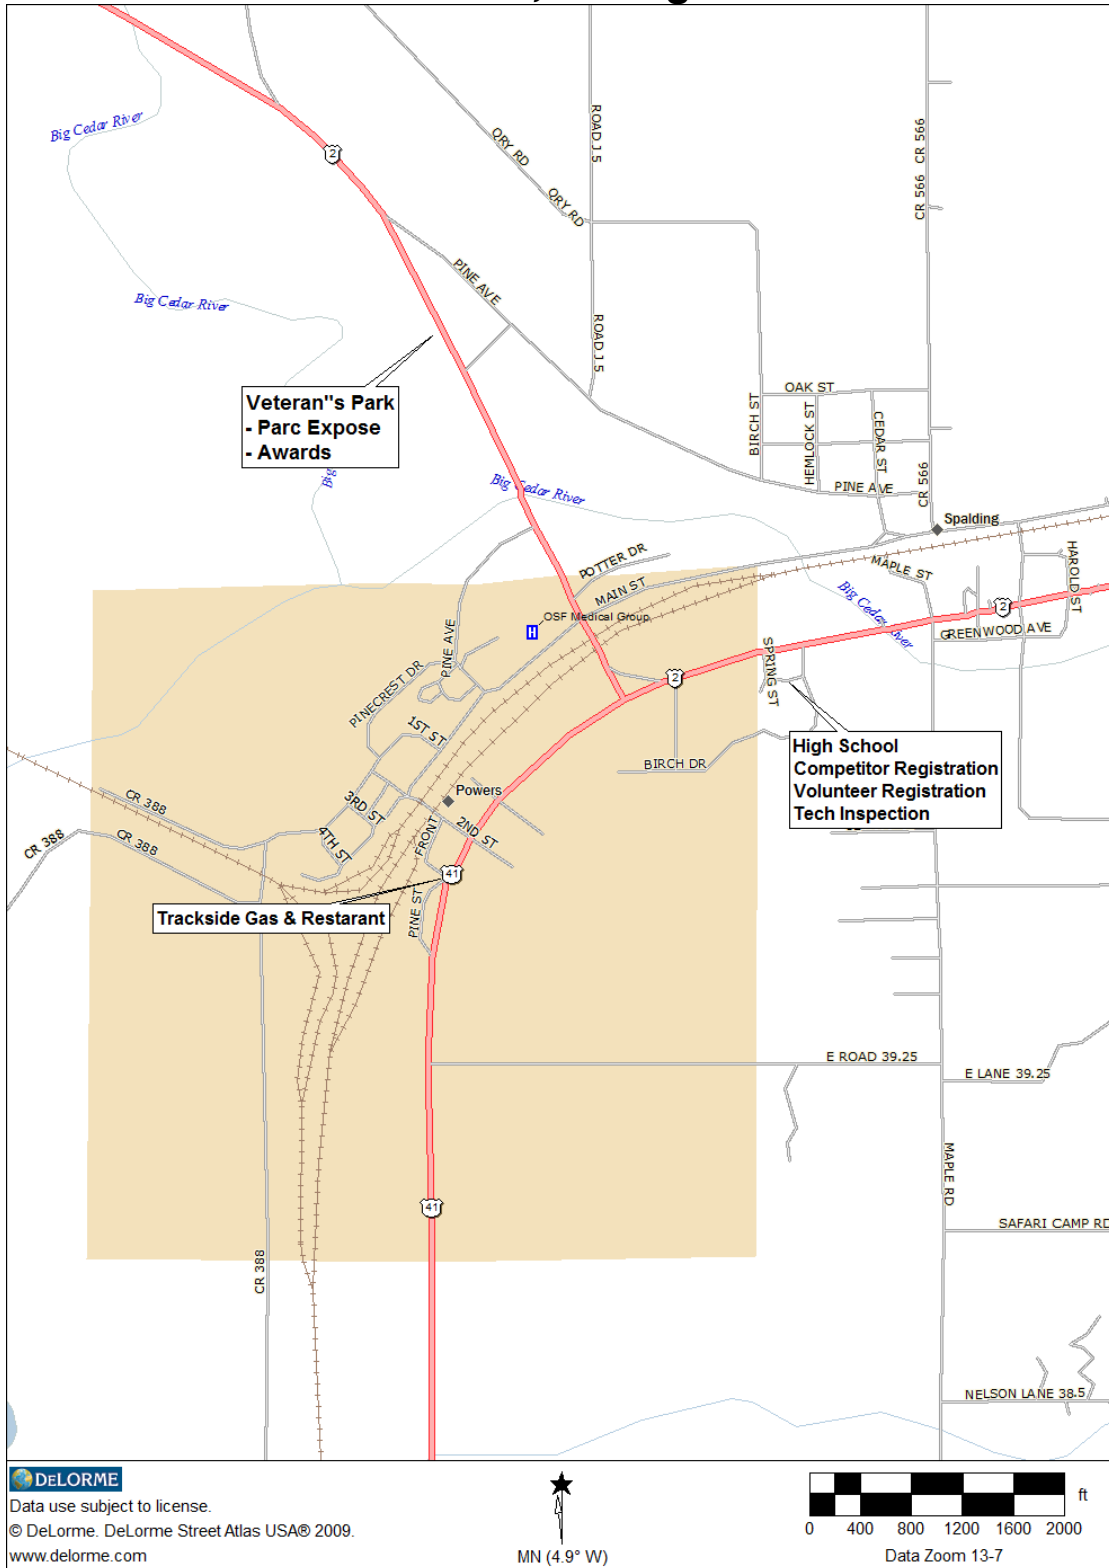 Big Cedar River
2
QRY RD
ROAD J.5
CR 566
CR 566
QRY RD
PINE AVE
Big Cedar River
ROAD J.5
OAK ST
Veteran"s Park
- Parc Expose
- Awards
BIRCH ST
HEMLOCK ST
CEDAR ST
Big
Big Cedar River
PINE AVE
CR 566
Spalding
POTTER DR
MAPLE ST
HAROLD ST
MAIN ST
Big Cedar River
2
OSF Medical Group
H
GREENWOOD AVE
PINE AVE
SPRING ST
PINECREST DR
2
1ST ST
High School
Competitor Registration
Volunteer Registration
Tech Inspection
BIRCH DR
Powers
CR 388
3RD ST
FRONT
2ND ST
4TH ST
CR 388
CR 388
41
PINE ST
Trackside Gas & Restarant
E ROAD 39.25
E LANE 39.25
MAPLE RD
41
SAFARI CAMP RD
CR 388
NELSON LANE 38.5
DELORME
Data use subject to license.
© DeLorme. DeLorme Street Atlas USA® 2009.
www.delorme.com
MN (4.9° W)
ft
0 400 800 1200 1600 2000
Data Zoom 13-7